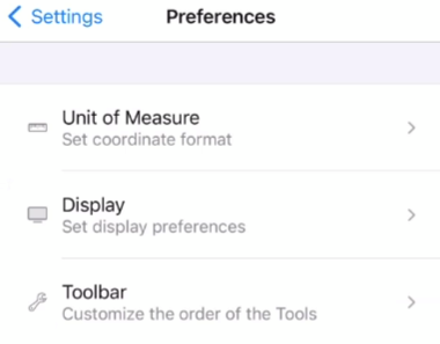 Settings
Preferences
Unit of Measure
Set coordinate format
Display
Set display preferences
Toolbar
Customize the order of the Tools